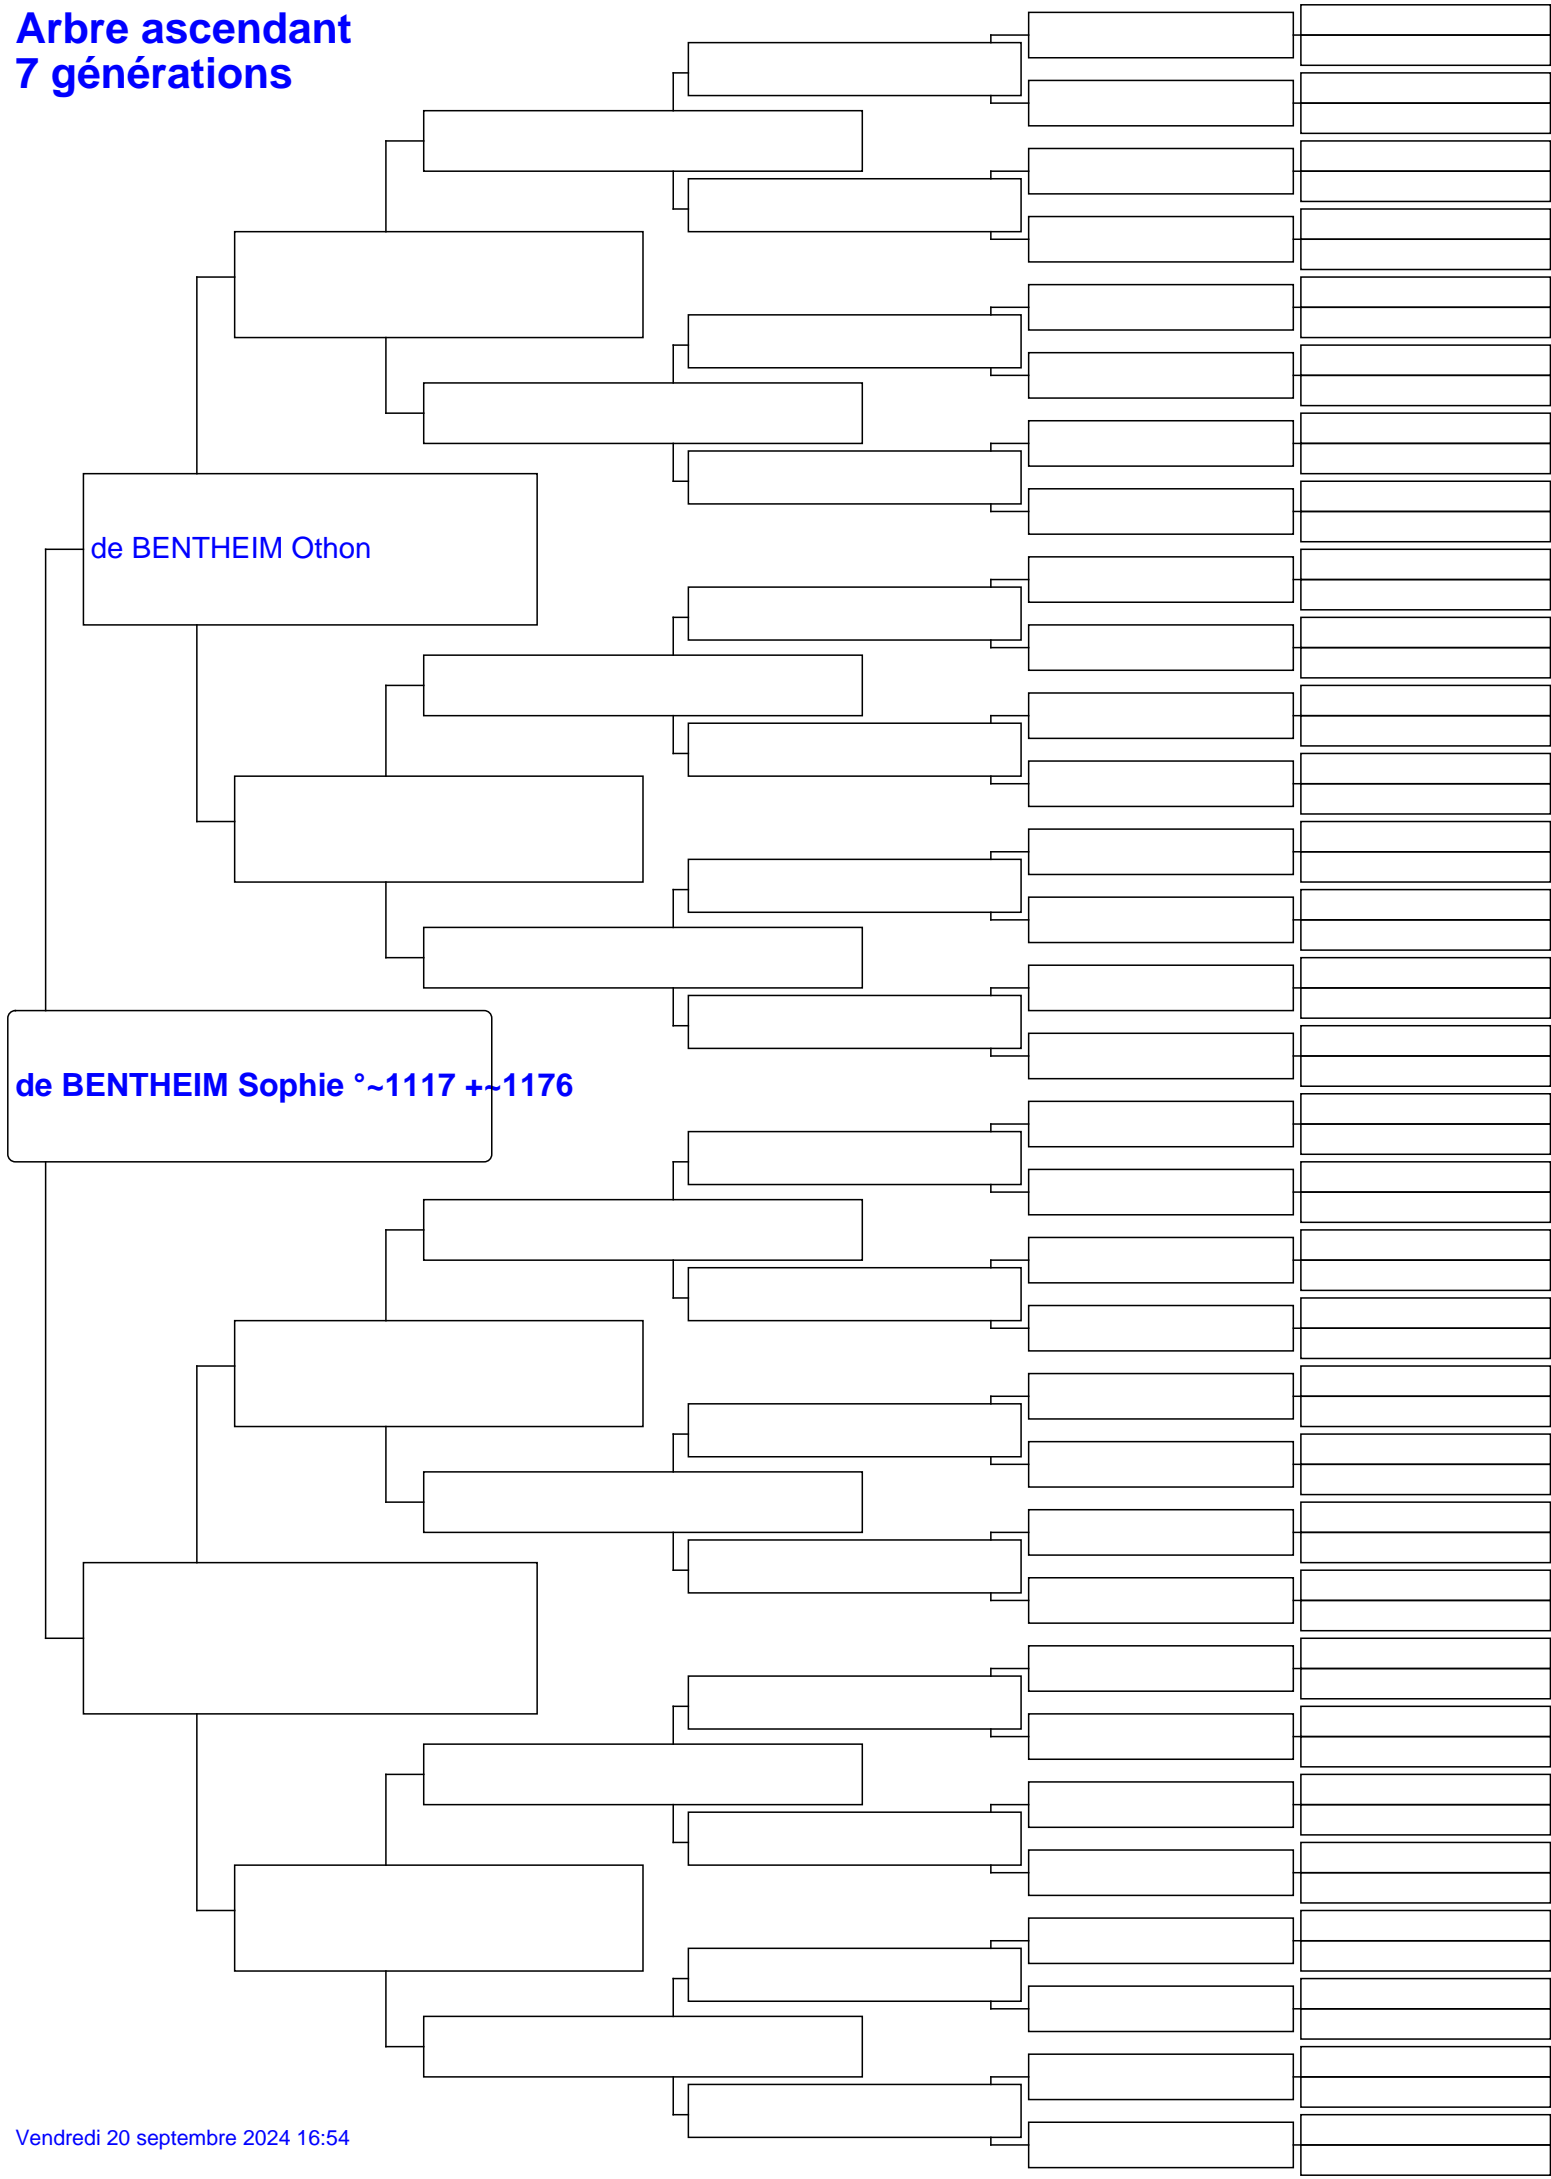 Arbre ascendant
7 générations
de BENTHEIM Othon
de BENTHEIM Sophie °~1117 +~1176
Vendredi 20 septembre 2024 16:54